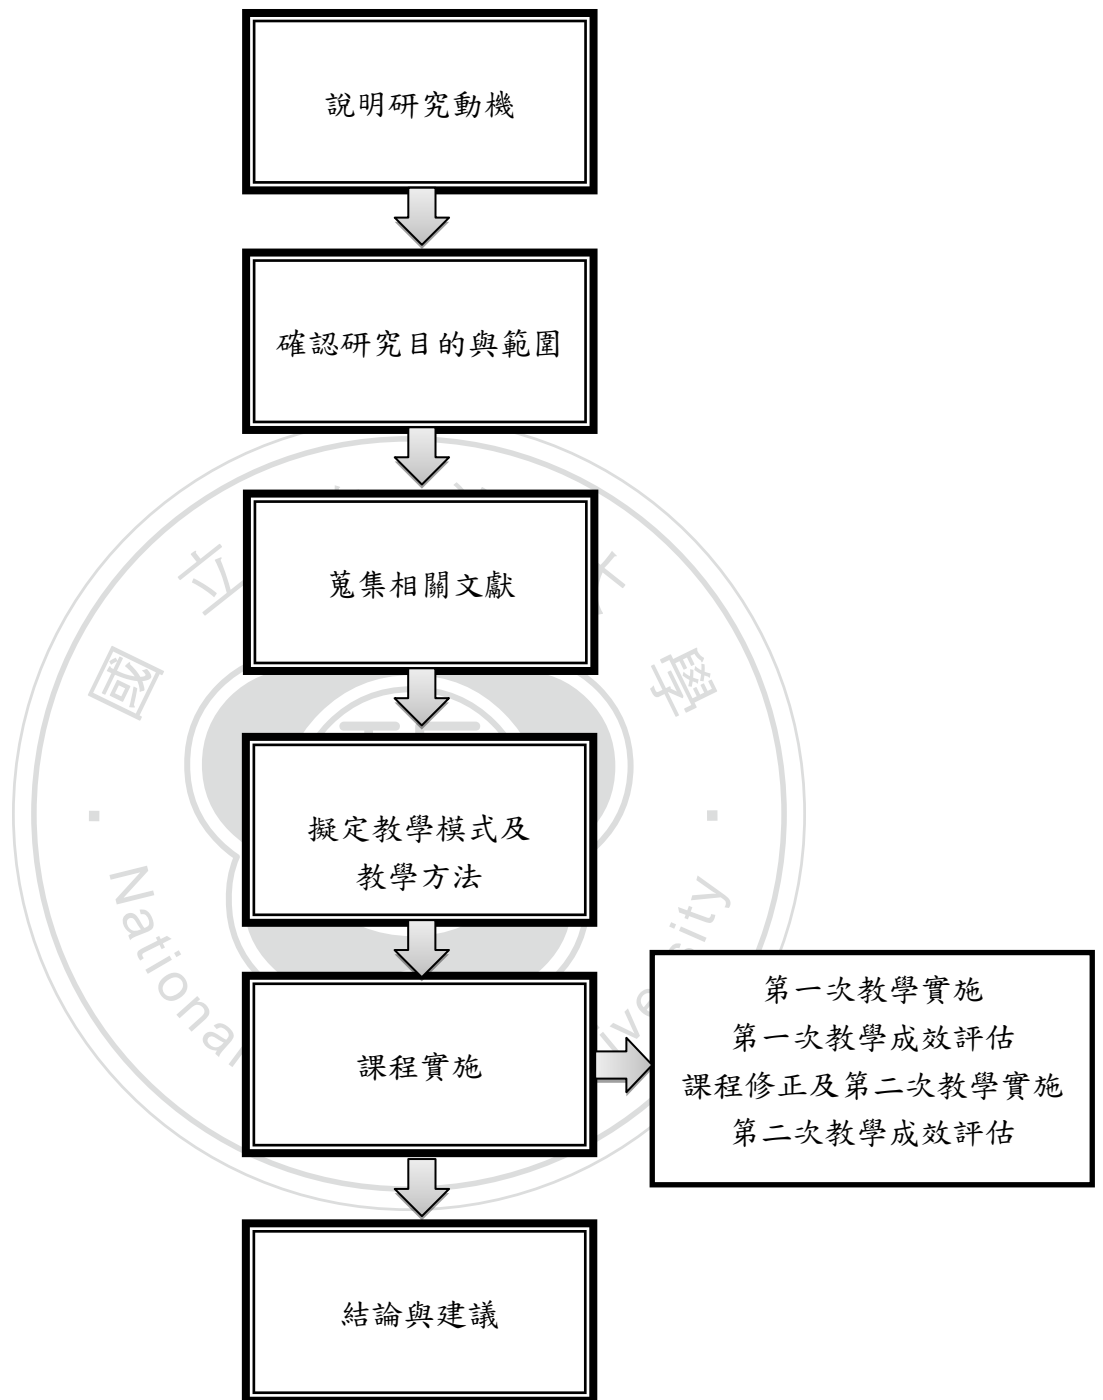 說明研究動機
確認研究目的與範圍
蒐集相關文獻
擬定教學模式及
教學方法
課程實施
第一次教學實施
第一次教學成效評估
課程修正及第二次教學實施
第二次教學成效評估
結論與建議
國 立
學
National